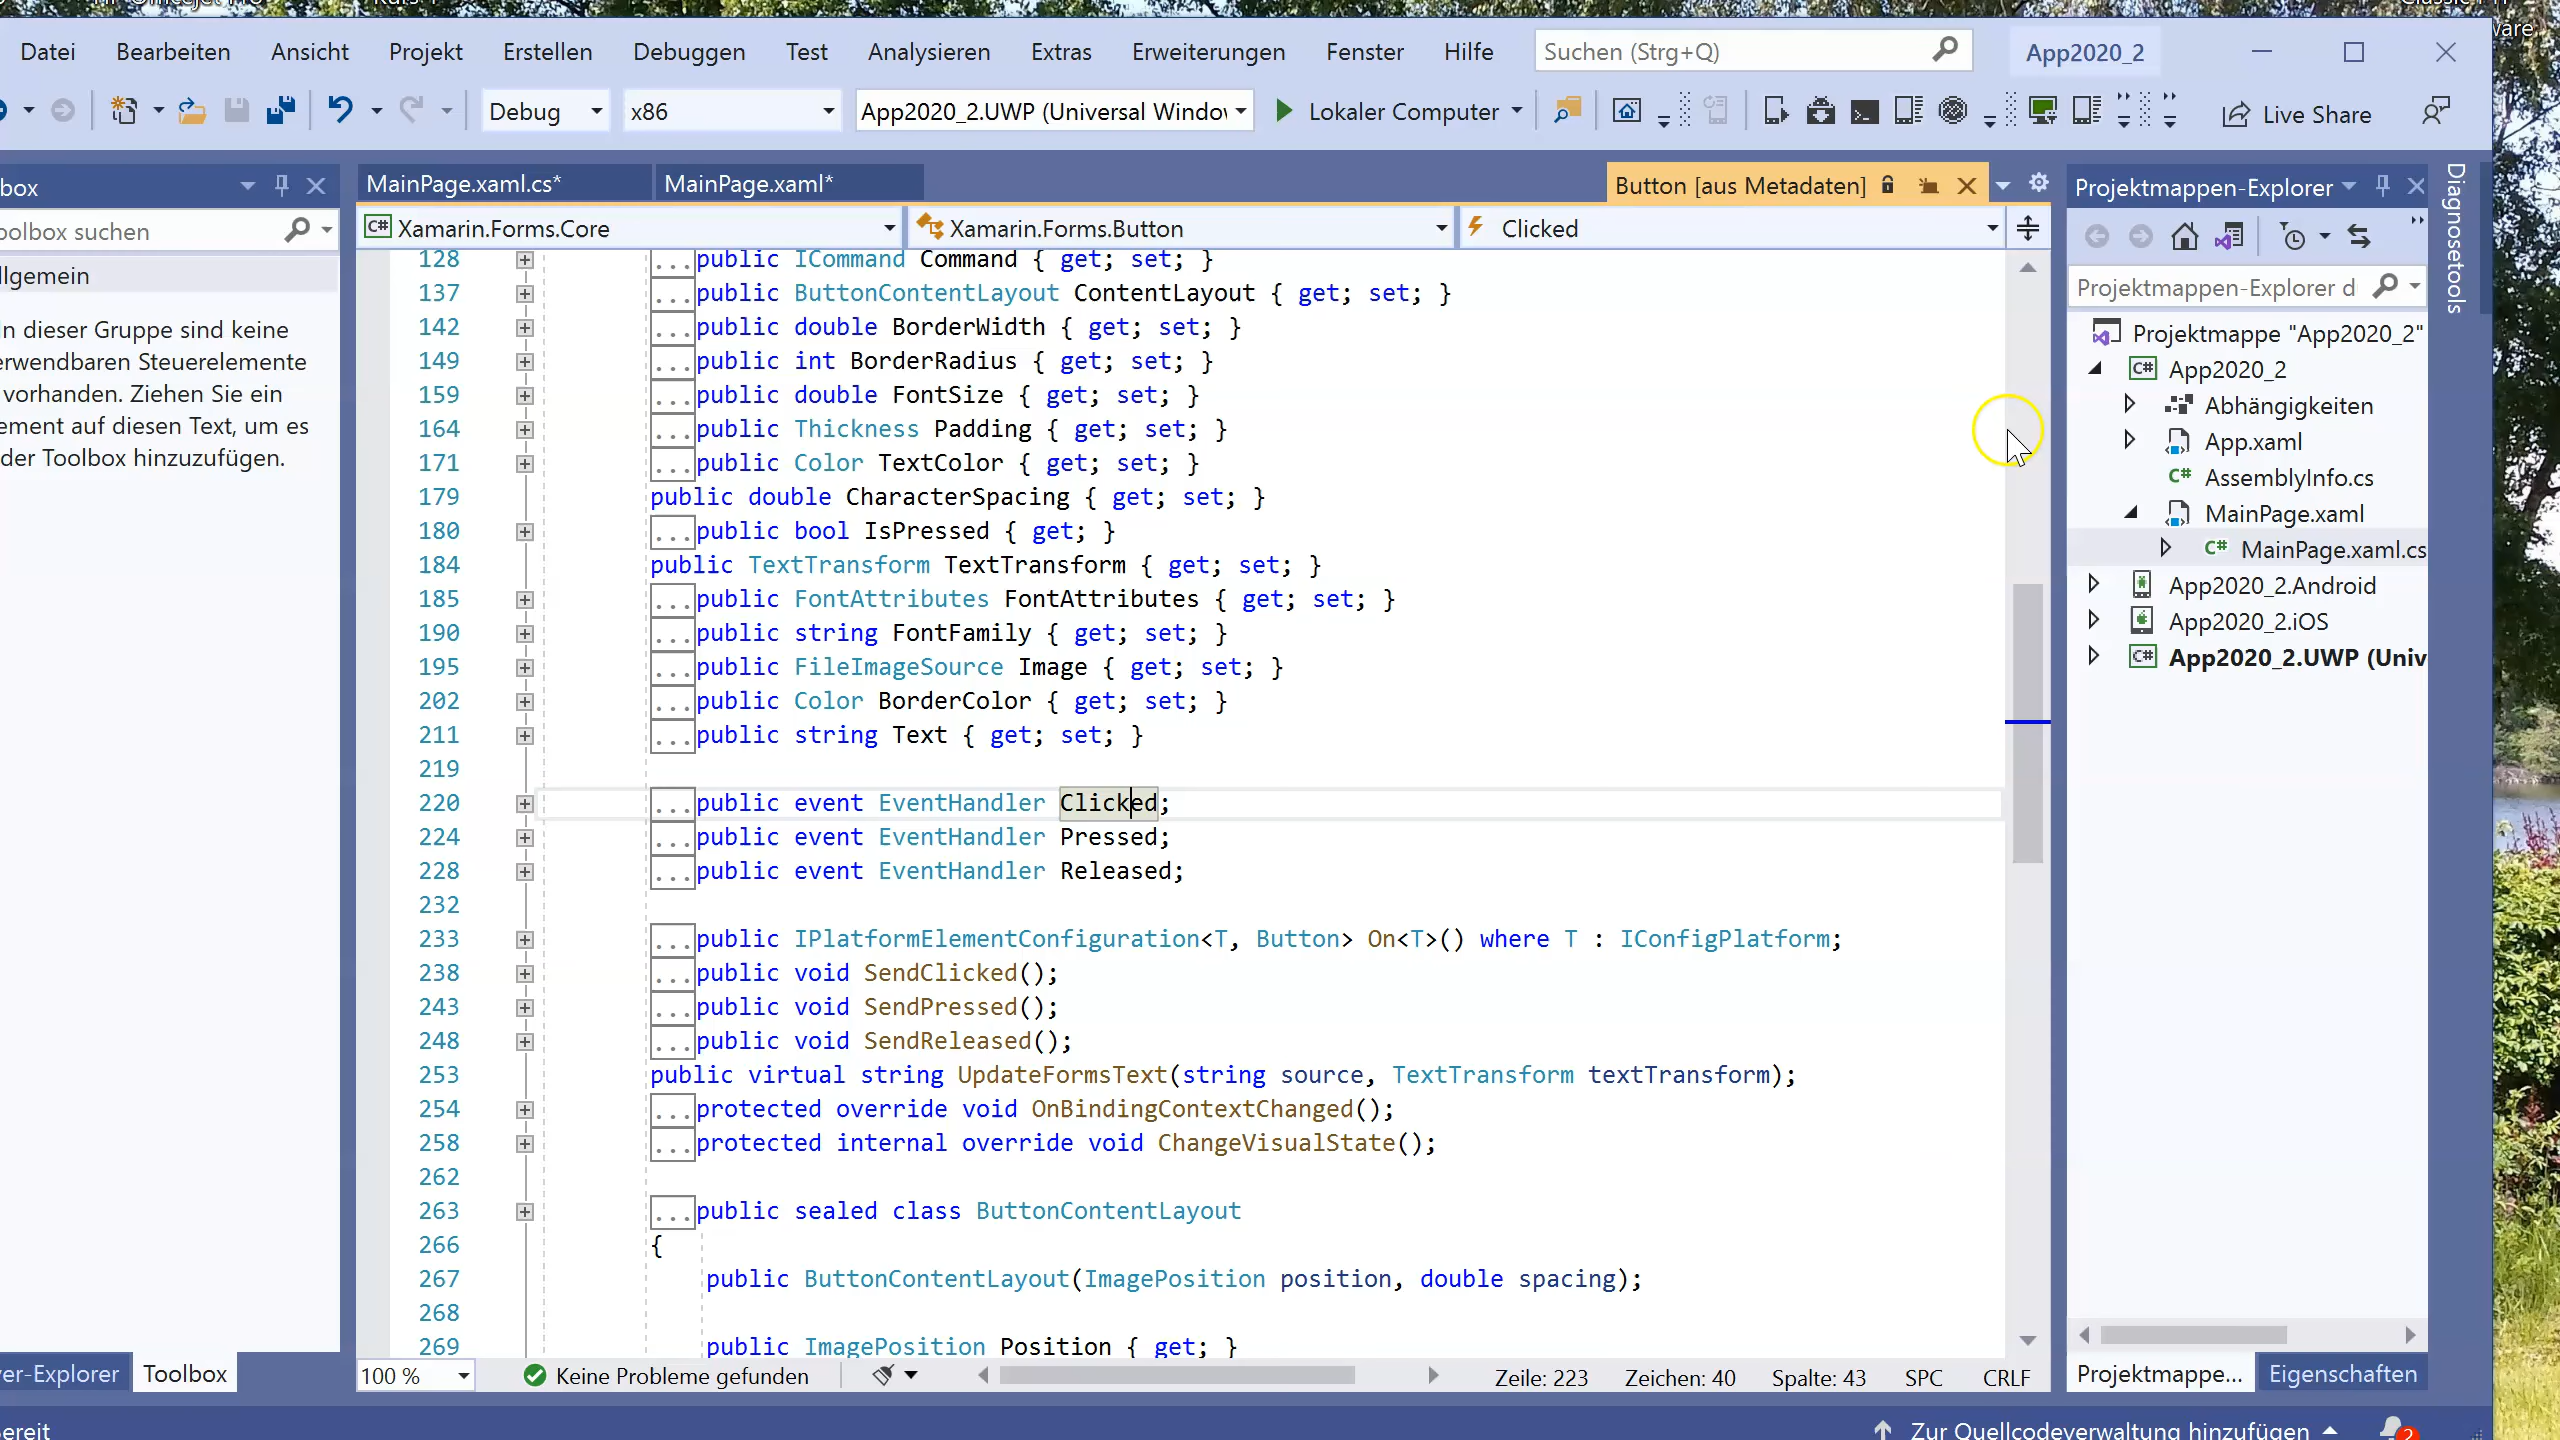 Datei Bearbeiten Ansicht Projekt Erstellen Debuggen Test Analysieren Extras Erweiterungen Fenster Hilfe Suchen (Strg+Q) App2020_2
Debug x86 App2020_2.UWP (Universal Window Lokaler Computer Live Share
box
MainPage.xaml.cs* MainPage.xaml* Button [aus Metadaten] Projektmappen-Explorer Diagnosetools
oolbox suchen Xamarin.Forms.Core Xamarin.Forms.Button Clicked
llgemein
In dieser Gruppe sind keine
erwendbaren Steuerelemente
vorhanden. Ziehen Sie ein
ement auf diesen Text, um es
der Toolbox hinzuzufügen.
128 ...public ICommand Command { get; set; }
137 ...public ButtonContentLayout ContentLayout { get; set; }
142 ...public double BorderWidth { get; set; }
149 ...public int BorderRadius { get; set; }
159 ...public double FontSize { get; set; }
164 ...public Thickness Padding { get; set; }
171 ...public Color TextColor { get; set; }
179 public double CharacterSpacing { get; set; }
180 ...public bool IsPressed { get; }
184 public TextTransform TextTransform { get; set; }
185 ...public FontAttributes FontAttributes { get; set; }
190 ...public string FontFamily { get; set; }
195 ...public FileImageSource Image { get; set; }
202 ...public Color BorderColor { get; set; }
211 ...public string Text { get; set; }
219
220 ...public event EventHandler Clicked;
224 ...public event EventHandler Pressed;
228 ...public event EventHandler Released;
232
233 ...public IPlatformElementConfiguration<T, Button> On<T>() where T : IConfigPlatform;
238 ...public void SendClicked();
243 ...public void SendPressed();
248 ...public void SendReleased();
253 public virtual string UpdateFormsText(string source, TextTransform textTransform);
254 ...protected override void OnBindingContextChanged();
258 ...protected internal override void ChangeVisualState();
262
263 ...public sealed class ButtonContentLayout
266 {
267 public ButtonContentLayout(ImagePosition position, double spacing);
268
269 public ImagePosition Position { get; }
Projektmappen-Explorer d
Projektmappe "App2020_2"
App2020_2
Abhängigkeiten
App.xaml
AssemblyInfo.cs
MainPage.xaml
MainPage.xaml.cs
App2020_2.Android
App2020_2.iOS
App2020_2.UWP (Univ
ver-Explorer Toolbox 100 % Keine Probleme gefunden Zeile: 223 Zeichen: 40 Spalte: 43 SPC CRLF Projektmappe... Eigenschaften
ereit Zur Quellcodeverwaltung hinzufügen 2